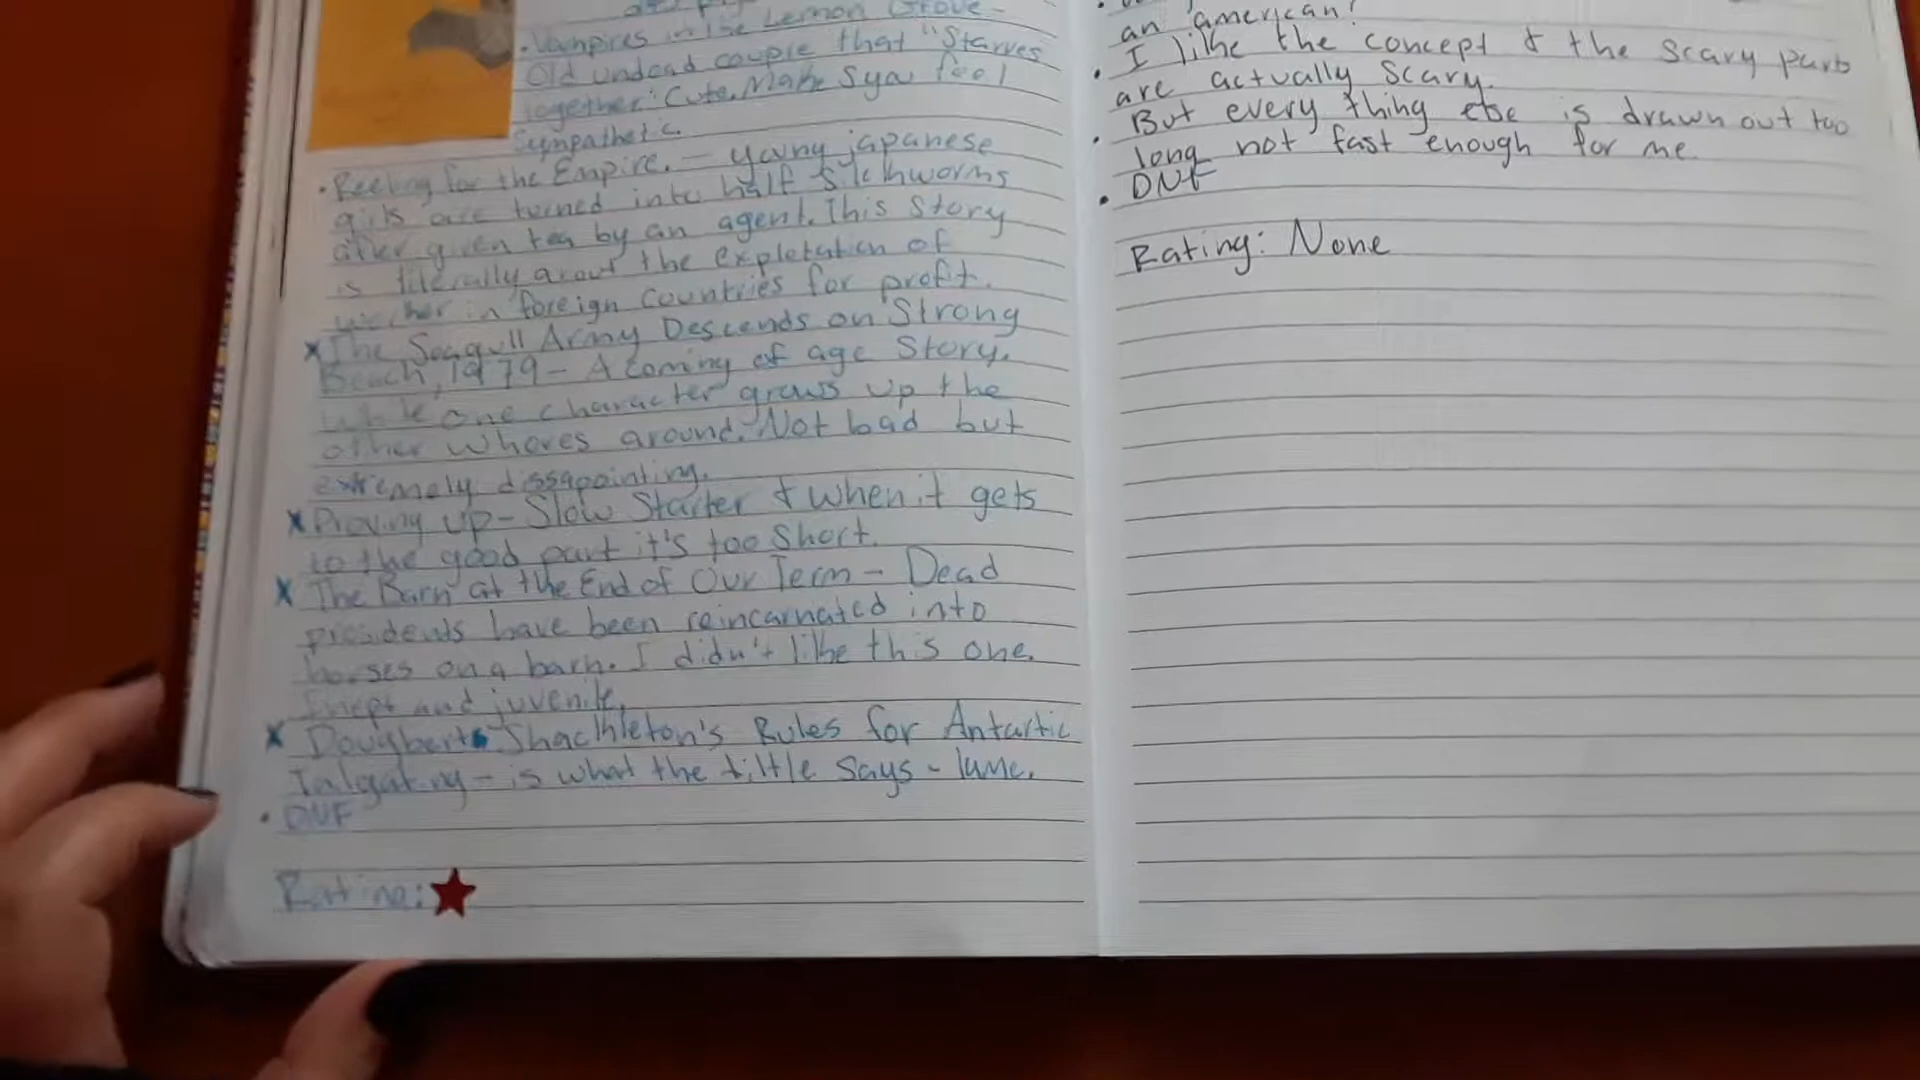 Vampires in the Lemon Grove -
Old undead couple that "Starves
together". Cute. Makes you feel
Sympathetic.
• Reeling for the Empire. - young japanese
girls are turned into half silkworms
after given tea by an agent. This Story
is literally about the exploitation of
in foreign Countries for profit.
x The Seagull Army Descends on Strong
Beach, 1979 - A coming of age Story.
While one character grows up the
other whores around. Not bad but
extremely dissapointing.
x Proving up - Slow Starter & when it gets
to the good part it's too Short.
x The Barn at the End of Our Term - Dead
presidents have been reincarnated into
horses on a barn. I didn't like this one.
Inept and juvenile.
x Dougbert Shackleton's Rules for Antartic
Talgating - is what the tiltle Says - lame.
• DNF
Rating: ★
an american!
• I like the concept & the scary parts
are actually Scary.
• But every thing else is drawn out too
long not fast enough for me.
• DNF
Rating: None